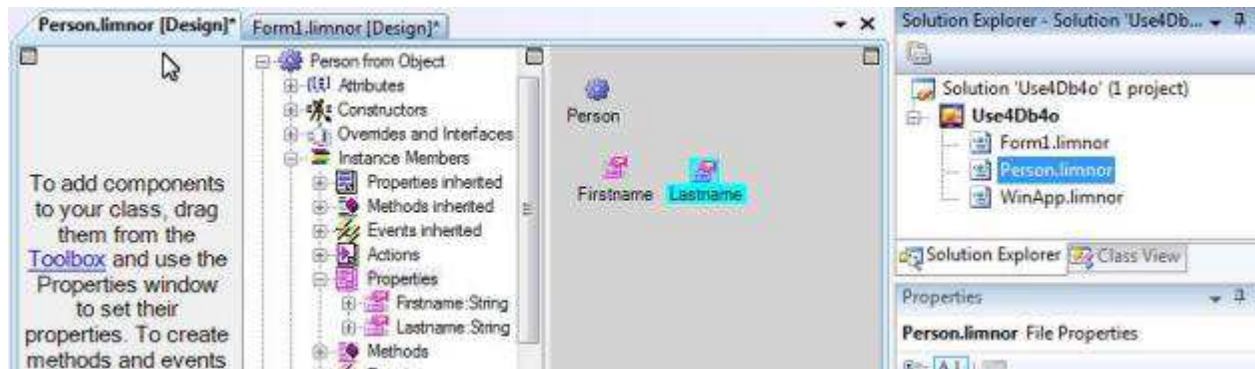 Person.limnor [Design]* Form1.limnor [Design]*
To add components
to your class, drag
them from the
Toolbox and use the
Properties window
to set their
properties. To create
methods and events
Person from Object
Attributes
Constructors
Overrides and Interfaces
Instance Members
Properties inherited
Methods inherited
Events inherited
Actions
Properties
Firstname:String
Lastname:String
Methods
Person
Firstname Lastname
Solution Explorer - Solution 'Use4Db...
Solution 'Use4Db4o' (1 project)
Use4Db4o
Form1.limnor
Person.limnor
WinApp.limnor
Solution Explorer Class View
Properties
Person.limnor File Properties